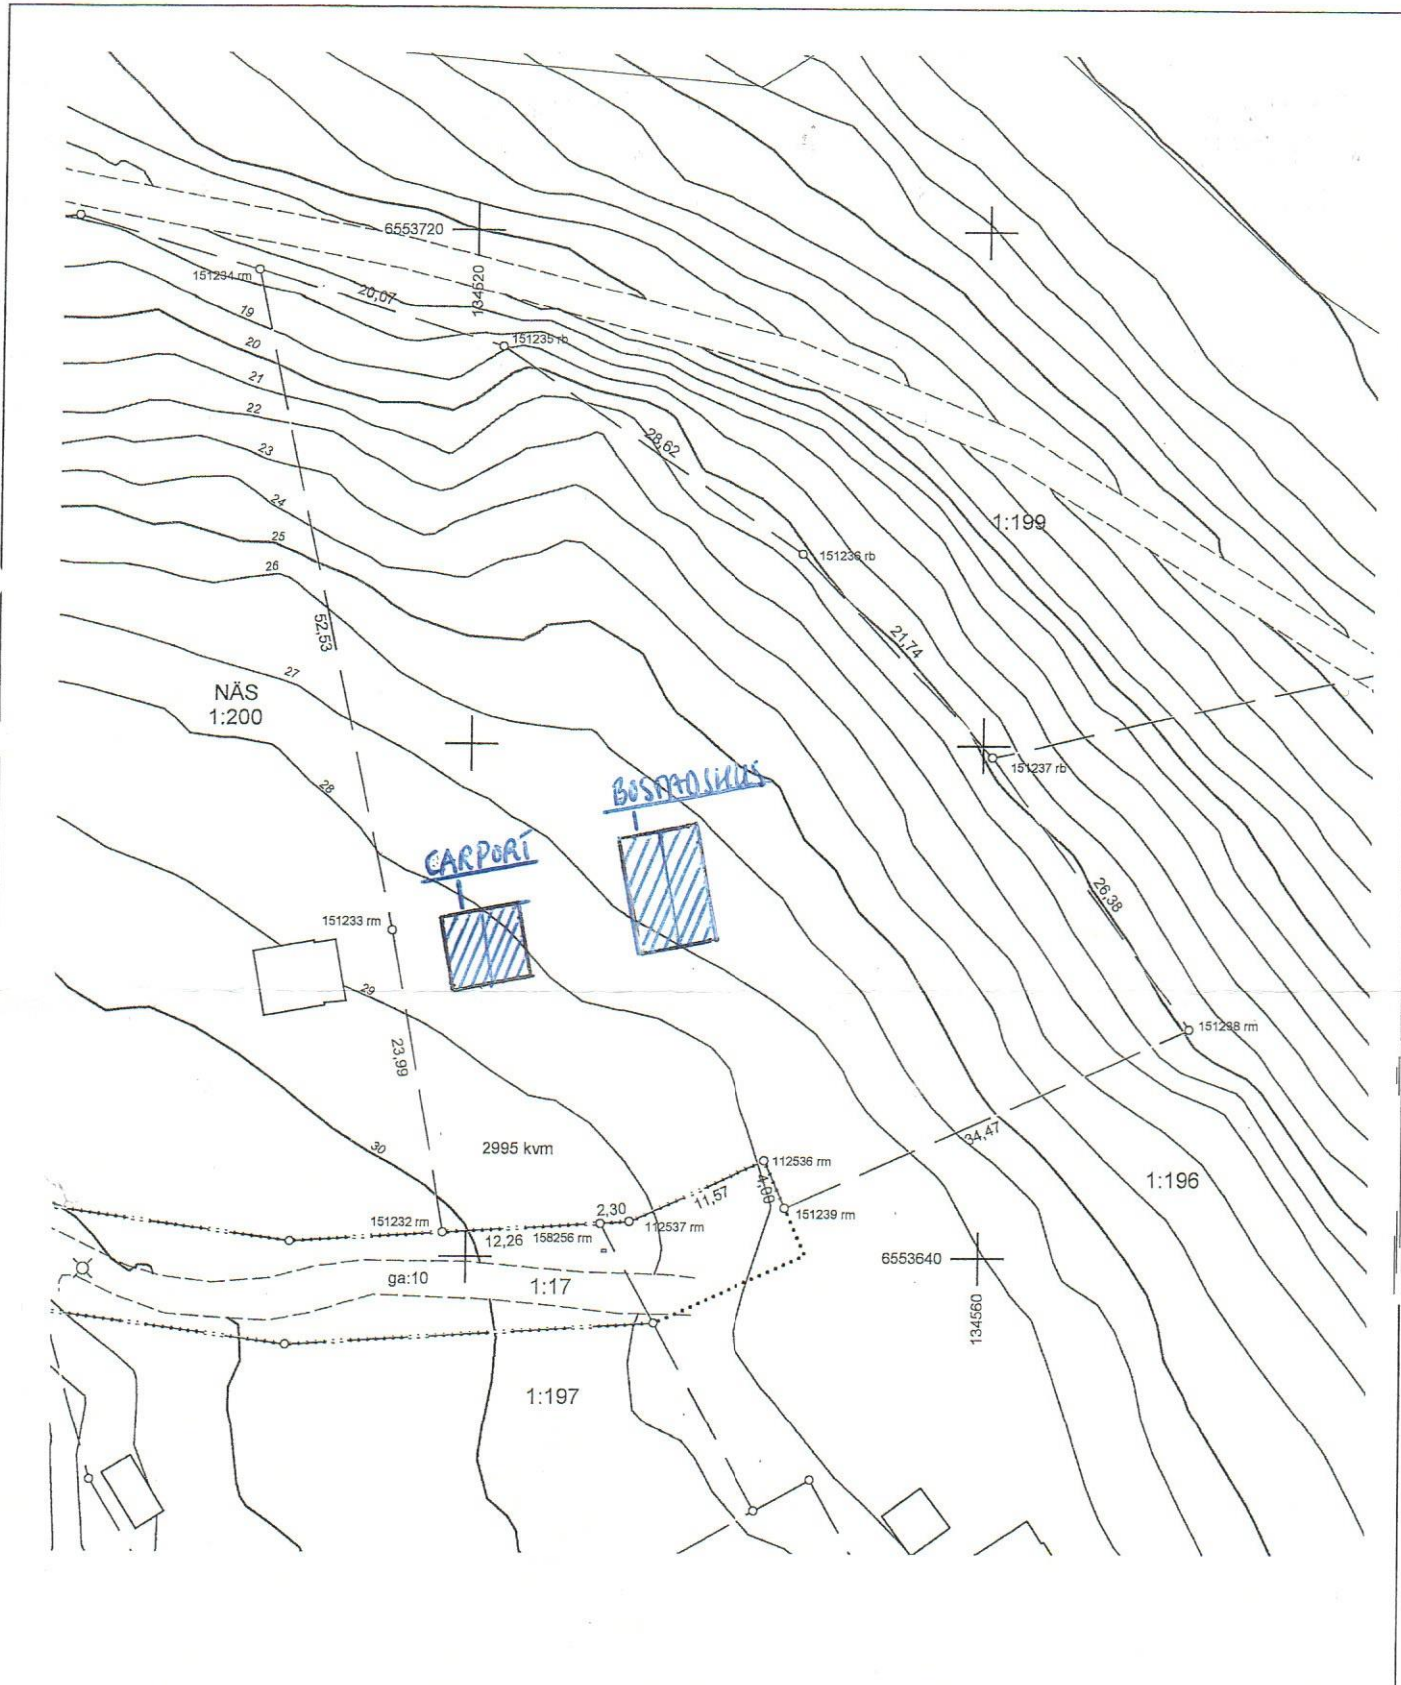 6553720
134520
151234 rm
20,07
151235 rb
19
20
21
22
23
24
25
26
27
28
29
30
28,62
1:199
151236 rb
52,53
21,74
NÄS
1:200
151237 rb
BOSTADSHUS
CARPORT
26,38
151233 rm
151238 rm
23,99
34,47
2995 kvm
112536 rm
4,00
11,57
1:196
151239 rm
2,30
151232 rm
12,26
158256 rm
112537 rm
6553640
134560
ga:10
1:17
1:197